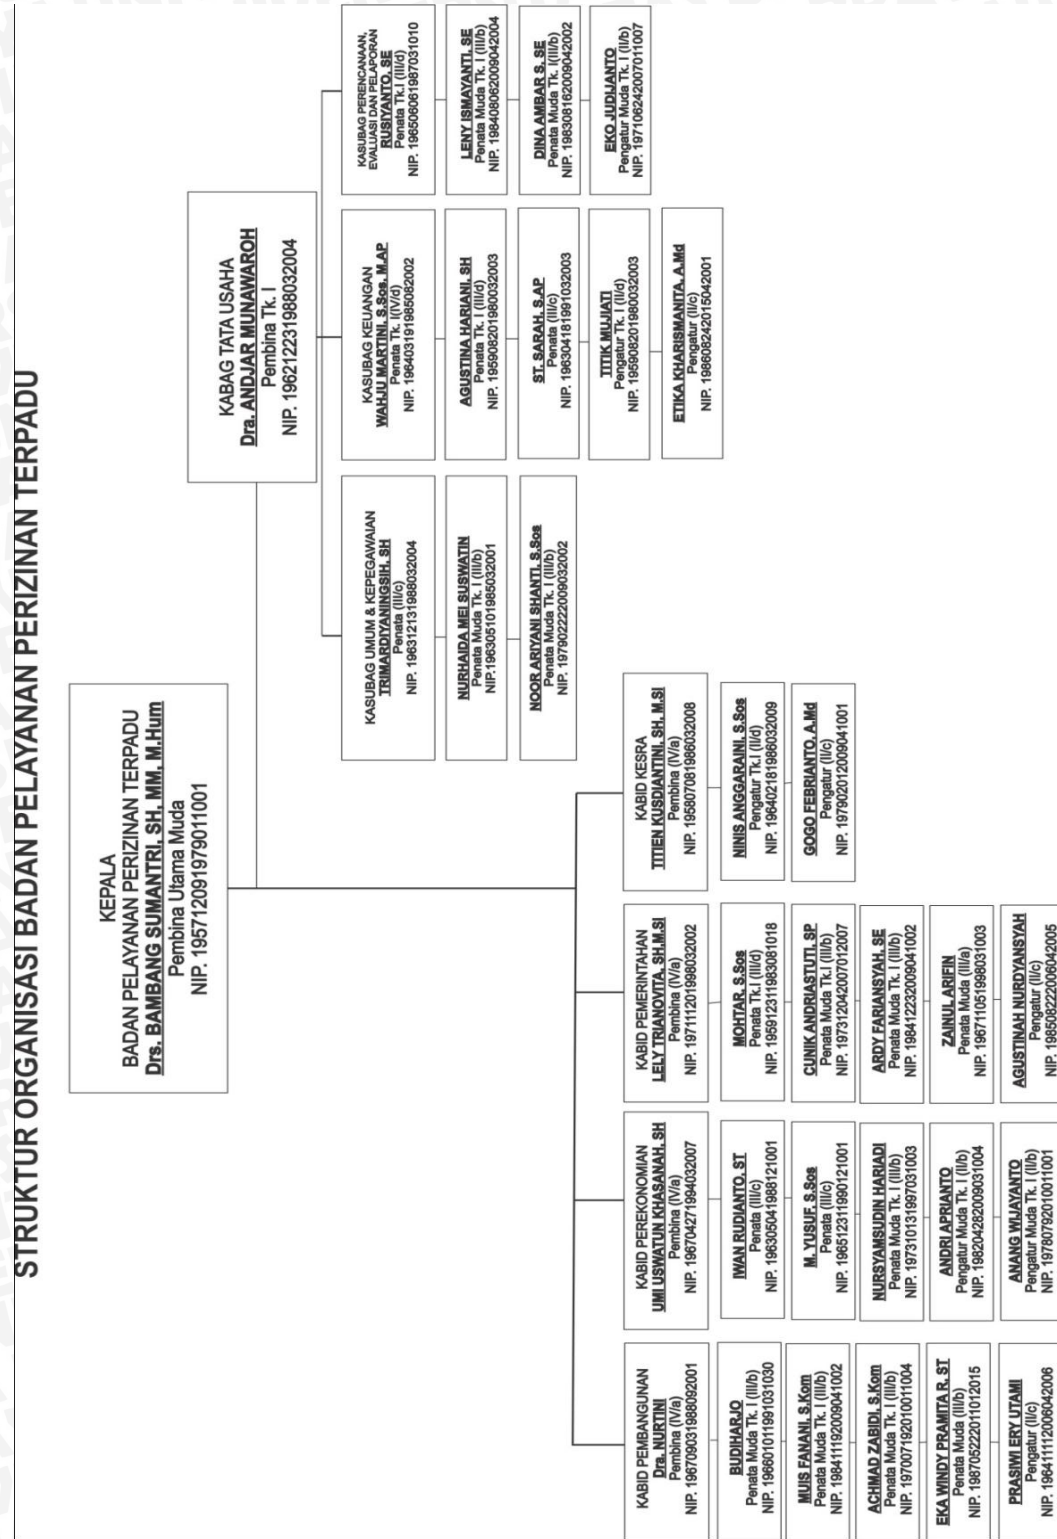 STRUKTUR ORGANISASI BADAN PELAYANAN PERIZINAN TERPADU
KEPALA
BADAN PELAYANAN PERIZINAN TERPADU
Drs. BAMBANG SUMANTRI, SH, MM, M.Hum
Pembina Utama Muda
NIP. 195712091979011001
KABAG TATA USAHA
Dra. ANDJAR MUNAWAROH
Pembina Tk. I
NIP. 196212231988032004
KASUBAG UMUM & KEPEGAWAIAN
TRIMARDIYANINGSIH, SH
Penata (III/c)
NIP. 196312131988032004
NURHAIDA MEI SUSWATIN
Penata Muda Tk. I (III/b)
NIP.196305101985032001
NOOR ARIYANI SHANTI, S.Sos
Penata Muda Tk. I (III/b)
NIP. 197902222009032002
KASUBAG KEUANGAN
WAHJU MARTINI, S.Sos, M.AP
Penata Tk. I(IV/d)
NIP. 196403191985082002
AGUSTINA HARIANI, SH
Penata Tk. I (III/d)
NIP. 195908201980032003
ST. SARAH, S.AP
Penata (III/c)
NIP. 196304181991032003
TITIK MUJIATI
Pengatur Tk. I (II/d)
NIP. 195908201980032003
ETIKA KHARISMANITA, A.Md
Pengatur (II/c)
NIP. 198608242015042001
KASUBAG PERENCANAAN,
EVALUASI DAN PELAPORAN
RUSIYANTO, SE
Penata Tk.I (III/d)
NIP. 196506061987031010
LENY ISMAYANTI, SE
Penata Muda Tk. I (III/b)
NIP. 198408062009042004
DINA AMBAR S, SE
Penata Muda Tk. I(III/b)
NIP. 198308162009042002
EKO JUDIJANTO
Pengatur Muda Tk. I (II/b)
NIP. 197106242007011007
KABID PEMBANGUNAN
Dra. NURTINI
Pembina (IV/a)
NIP. 196709031988092001
BUDIHARJO
Penata Muda Tk. I (III/b)
NIP. 196601011991031030
MUIS FANANI, S.Kom
Penata Muda Tk. I (III/b)
NIP. 198411192009041002
ACHMAD ZABIDI, S.Kom
Penata Muda Tk. I (III/b)
NIP. 197007192010011004
EKA WINDY PRAMITA R, ST
Penata Muda (III/b)
NIP. 198705222011012015
PRASIWI ERY UTAMI
Pengatur (II/c)
NIP. 196411112006042006
KABID PEREKONOMIAN
UMI USWATUN KHASANAH, SH
Pembina (IV/a)
NIP. 196704271994032007
IWAN RUDIANTO, ST
Penata (III/c)
NIP. 196305041988121001
M. YUSUF, S.Sos
Penata (III/c)
NIP. 196512311990121001
NURSYAMSUDIN HARIADI
Penata Muda Tk. I (III/b)
NIP. 197310131997031003
ANDRI APRIANTO
Pengatur Muda Tk. I (II/b)
NIP. 198204282009031004
ANANG WIJAYANTO
Pengatur Muda Tk. I (II/b)
NIP. 19780792010011001
KABID PEMERINTAHAN
LELY TRIANOVITA, SH,M.SI
Pembina (IV/a)
NIP. 197111201998032002
MOHTAR, S.Sos
Penata Tk.I (III/d)
NIP. 195912311983081018
CUNIK ANDRIASTUTI, SP
Penata Muda Tk. I (III/b)
NIP. 197312042007012007
ARDY FARIANSYAH, SE
Penata Muda Tk. I (III/b)
NIP. 198412232009041002
ZAINUL ARIFIN
Penata Muda (III/a)
NIP. 196711051998031003
AGUSTINAH NURDYANSYAH
Pengatur (II/c)
NIP. 198508222006042005
KABID KESRA
TITIEN KUSDIANTINI, SH, M.SI
Pembina (IV/a)
NIP. 195807081986032008
NINIS ANGGARAINI, S.Sos
Pengatur Tk.I (II/d)
NIP. 196402181986032009
GOGO FEBRIANTO, A.Md
Pengatur (II/c)
NIP. 197902012009041001